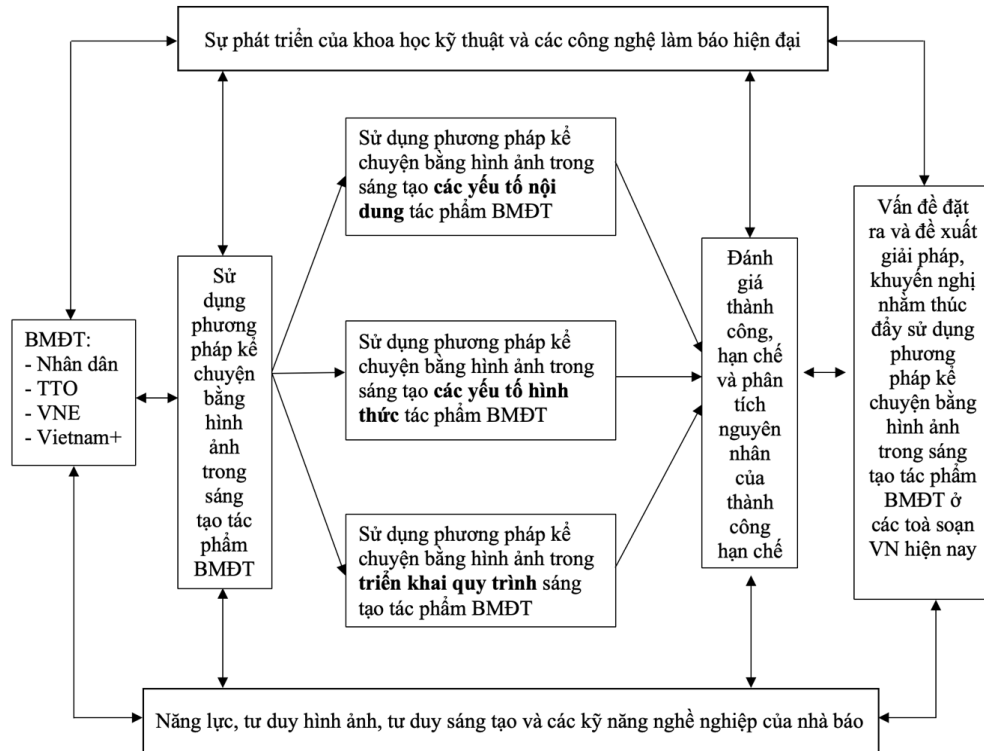 Sự phát triển của khoa học kỹ thuật và các công nghệ làm báo hiện đại
BMĐT:
- Nhân dân
- TTO
- VNE
- Vietnam+
Sử
dụng
phương
pháp kể
chuyện
bằng
hình
ảnh
trong
sáng
tạo tác
phẩm
BMĐT
Sử dụng phương pháp kể
chuyện bằng hình ảnh trong
sáng tạo các yếu tố nội
dung tác phẩm BMĐT
Sử dụng phương pháp kể
chuyện bằng hình ảnh trong
sáng tạo các yếu tố hình
thức tác phẩm BMĐT
Sử dụng phương pháp kể
chuyện bằng hình ảnh trong
triển khai quy trình sáng
tạo tác phẩm BMĐT
Đánh
giá
thành
công,
hạn chế
và phân
tích
nguyên
nhân
của
thành
công
hạn chế
Vấn đề đặt
ra và đề xuất
giải pháp,
khuyến nghị
nhằm thúc
đẩy sử dụng
phương
pháp kể
chuyện bằng
hình ảnh
trong sáng
tạo tác phẩm
BMĐT ở
các toà soạn
VN hiện nay
Năng lực, tư duy hình ảnh, tư duy sáng tạo và các kỹ năng nghề nghiệp của nhà báo